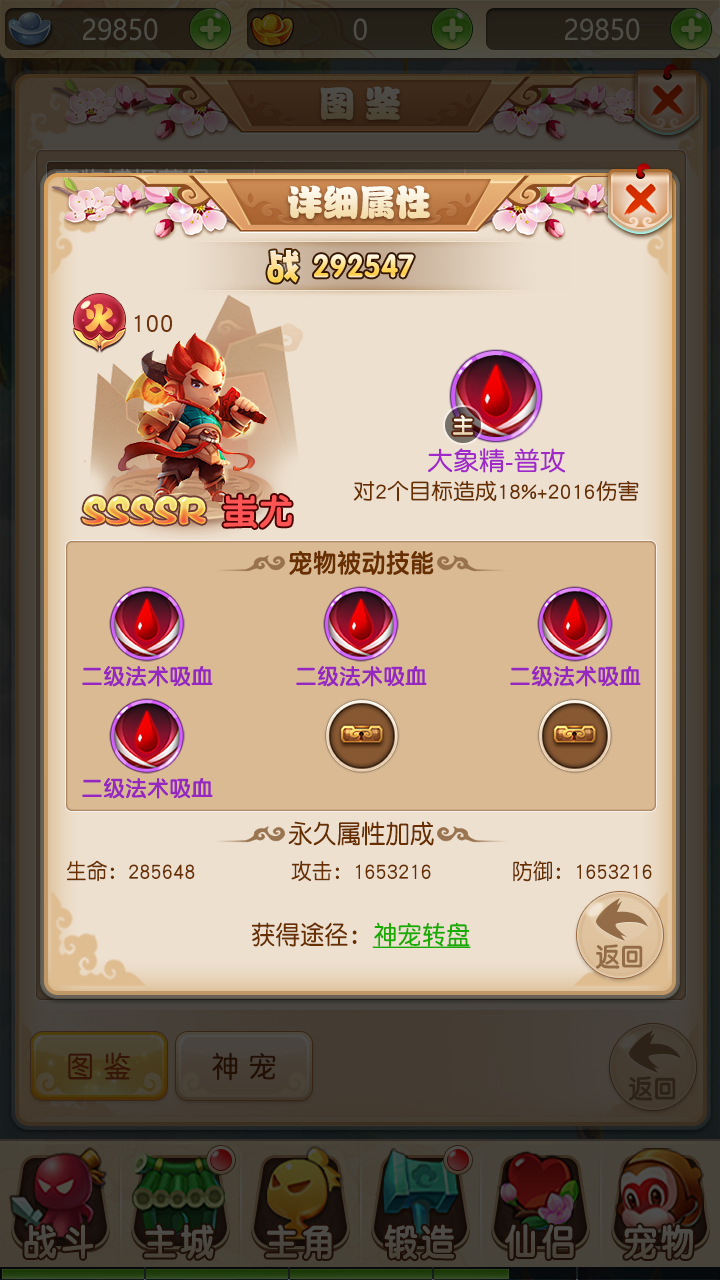 29850 0 29850
图鉴
详细属性
战 292547
火 100
主
大象精-普攻
对2个目标造成18%+2016伤害
SSSSR 蚩尤
宠物被动技能
二级法术吸血 二级法术吸血 二级法术吸血
二级法术吸血
永久属性加成
生命：285648 攻击：1653216 防御：1653216
获得途径：神宠转盘
返回
图鉴 神宠
返回
战斗 主城 主角 锻造 仙侣 宠物